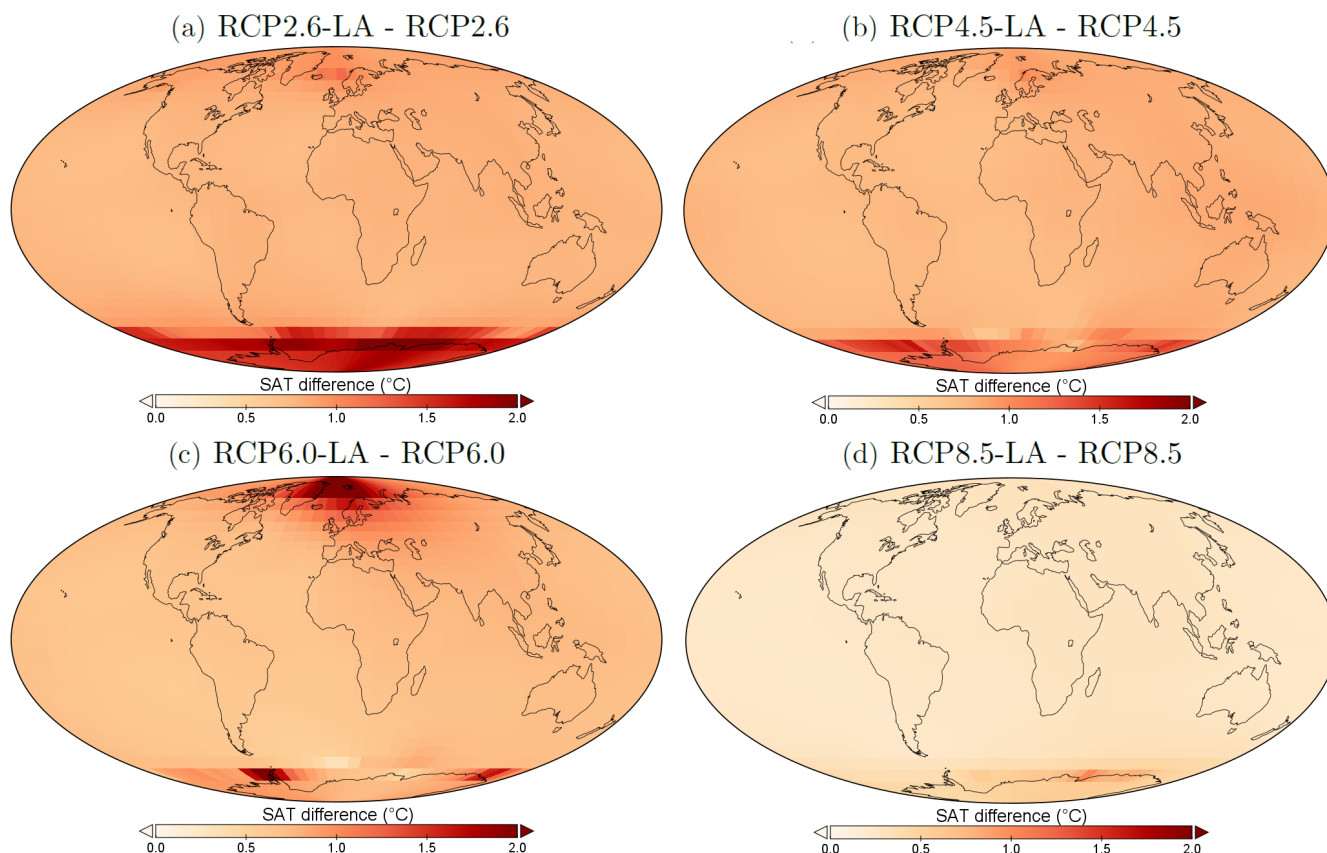 (a) RCP2.6-LA - RCP2.6
(b) RCP4.5-LA - RCP4.5
SAT difference (°C)
0.0 0.5 1.0 1.5 2.0
SAT difference (°C)
0.0 0.5 1.0 1.5 2.0
(c) RCP6.0-LA - RCP6.0
(d) RCP8.5-LA - RCP8.5
SAT difference (°C)
0.0 0.5 1.0 1.5 2.0
SAT difference (°C)
0.0 0.5 1.0 1.5 2.0